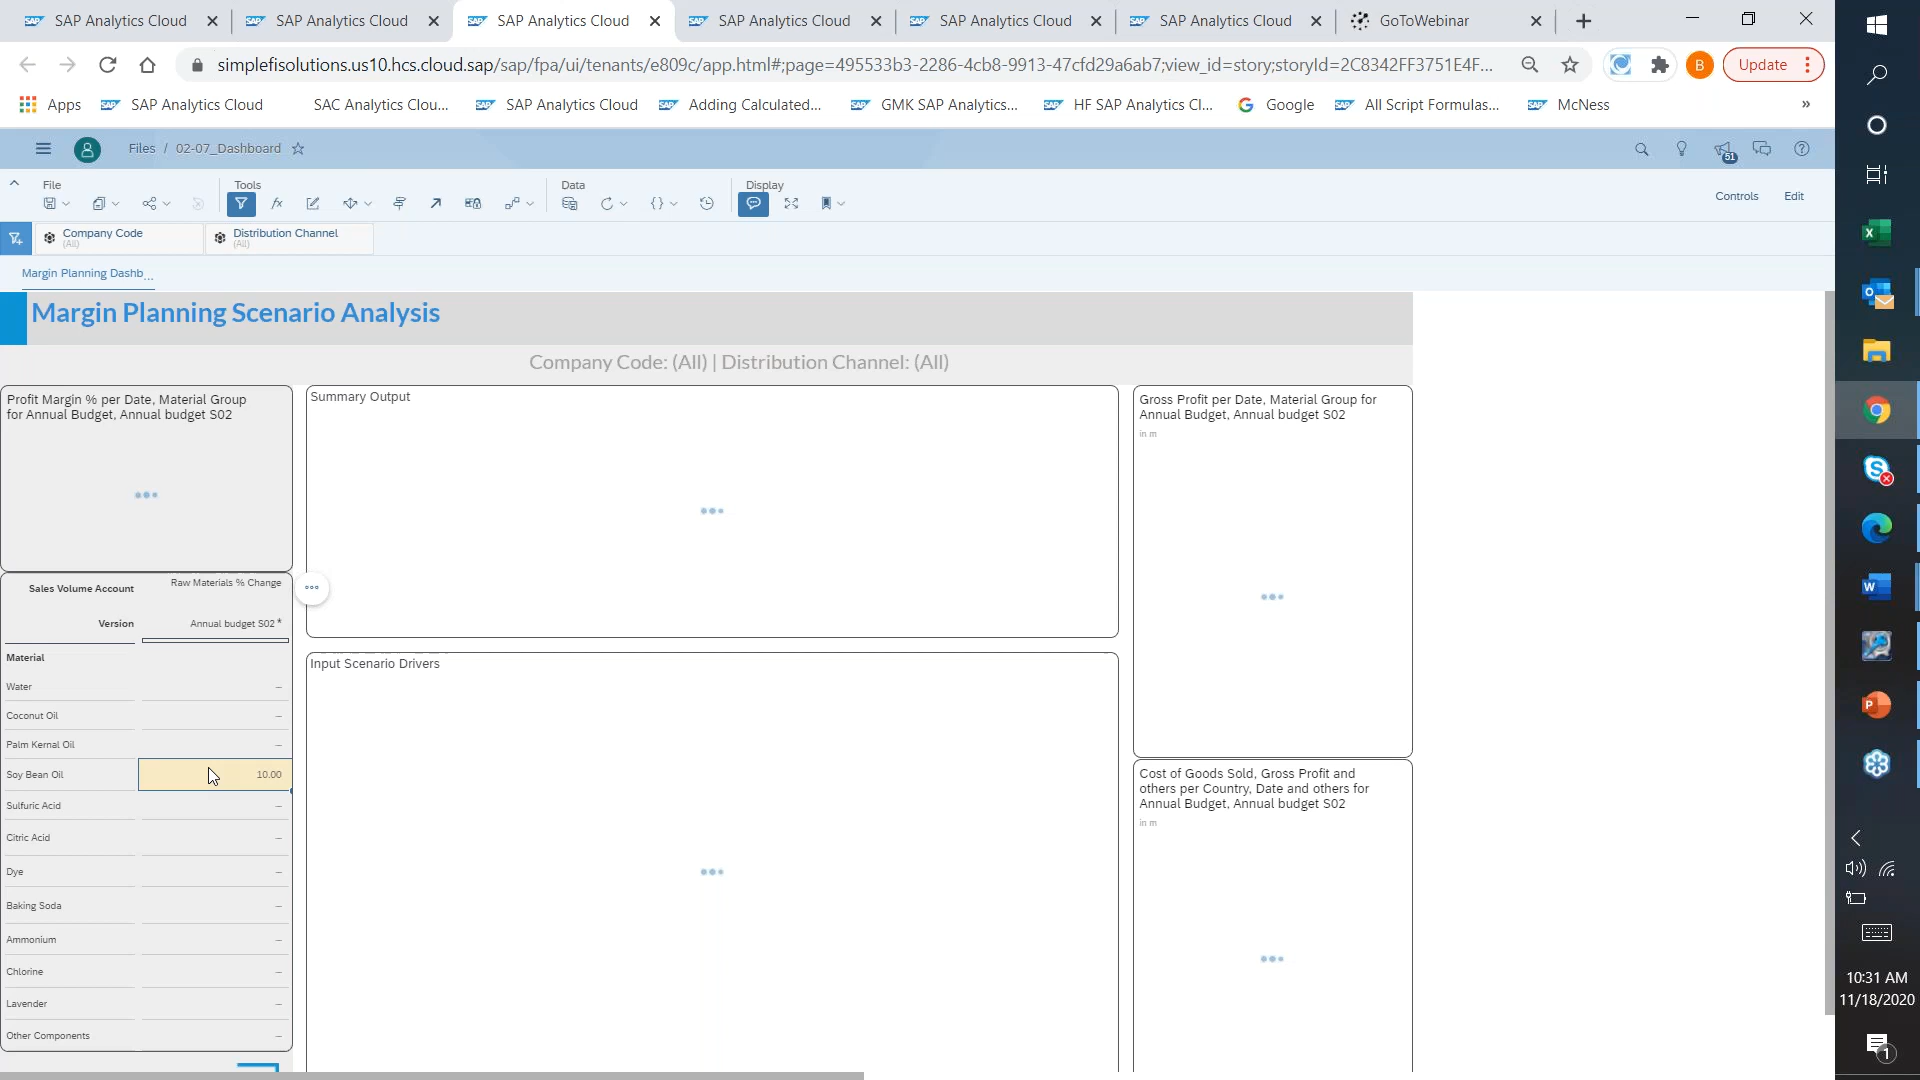 SAP Analytics Cloud
SAP Analytics Cloud
SAP Analytics Cloud
SAP Analytics Cloud
SAP Analytics Cloud
SAP Analytics Cloud
GoToWebinar
simplefisolutions.us10.hcs.cloud.sap/sap/fpa/ui/tenants/e809c/app.html#;page=495533b3-2286-4cb8-9913-47cfd29a6ab7;view_id=story;storyId=2C8342FF3751E4F...
B
Update
Apps
SAP Analytics Cloud
SAC Analytics Clou...
SAP Analytics Cloud
Adding Calculated...
GMK SAP Analytics...
HF SAP Analytics Cl...
Google
All Script Formulas...
McNess
»
Files / 02-07_Dashboard
51
File
Tools
Data
Display
Controls
Edit
Company Code
(All)
Distribution Channel
(All)
Margin Planning Dashb...
Margin Planning Scenario Analysis
Company Code: (All) | Distribution Channel: (All)
Profit Margin % per Date, Material Group
for Annual Budget, Annual budget S02
Summary Output
Gross Profit per Date, Material Group for
Annual Budget, Annual budget S02
in m
Sales Volume Account
Raw Materials % Change
Version
Annual budget S02 *
Material
Water –
Coconut Oil –
Palm Kernal Oil –
Soy Bean Oil 10.00
Sulfuric Acid –
Citric Acid –
Dye –
Baking Soda –
Ammonium –
Chlorine –
Lavender –
Other Components –
Input Scenario Drivers
Cost of Goods Sold, Gross Profit and
others per Country, Date and others for
Annual Budget, Annual budget S02
in m
10:31 AM
11/18/2020
1